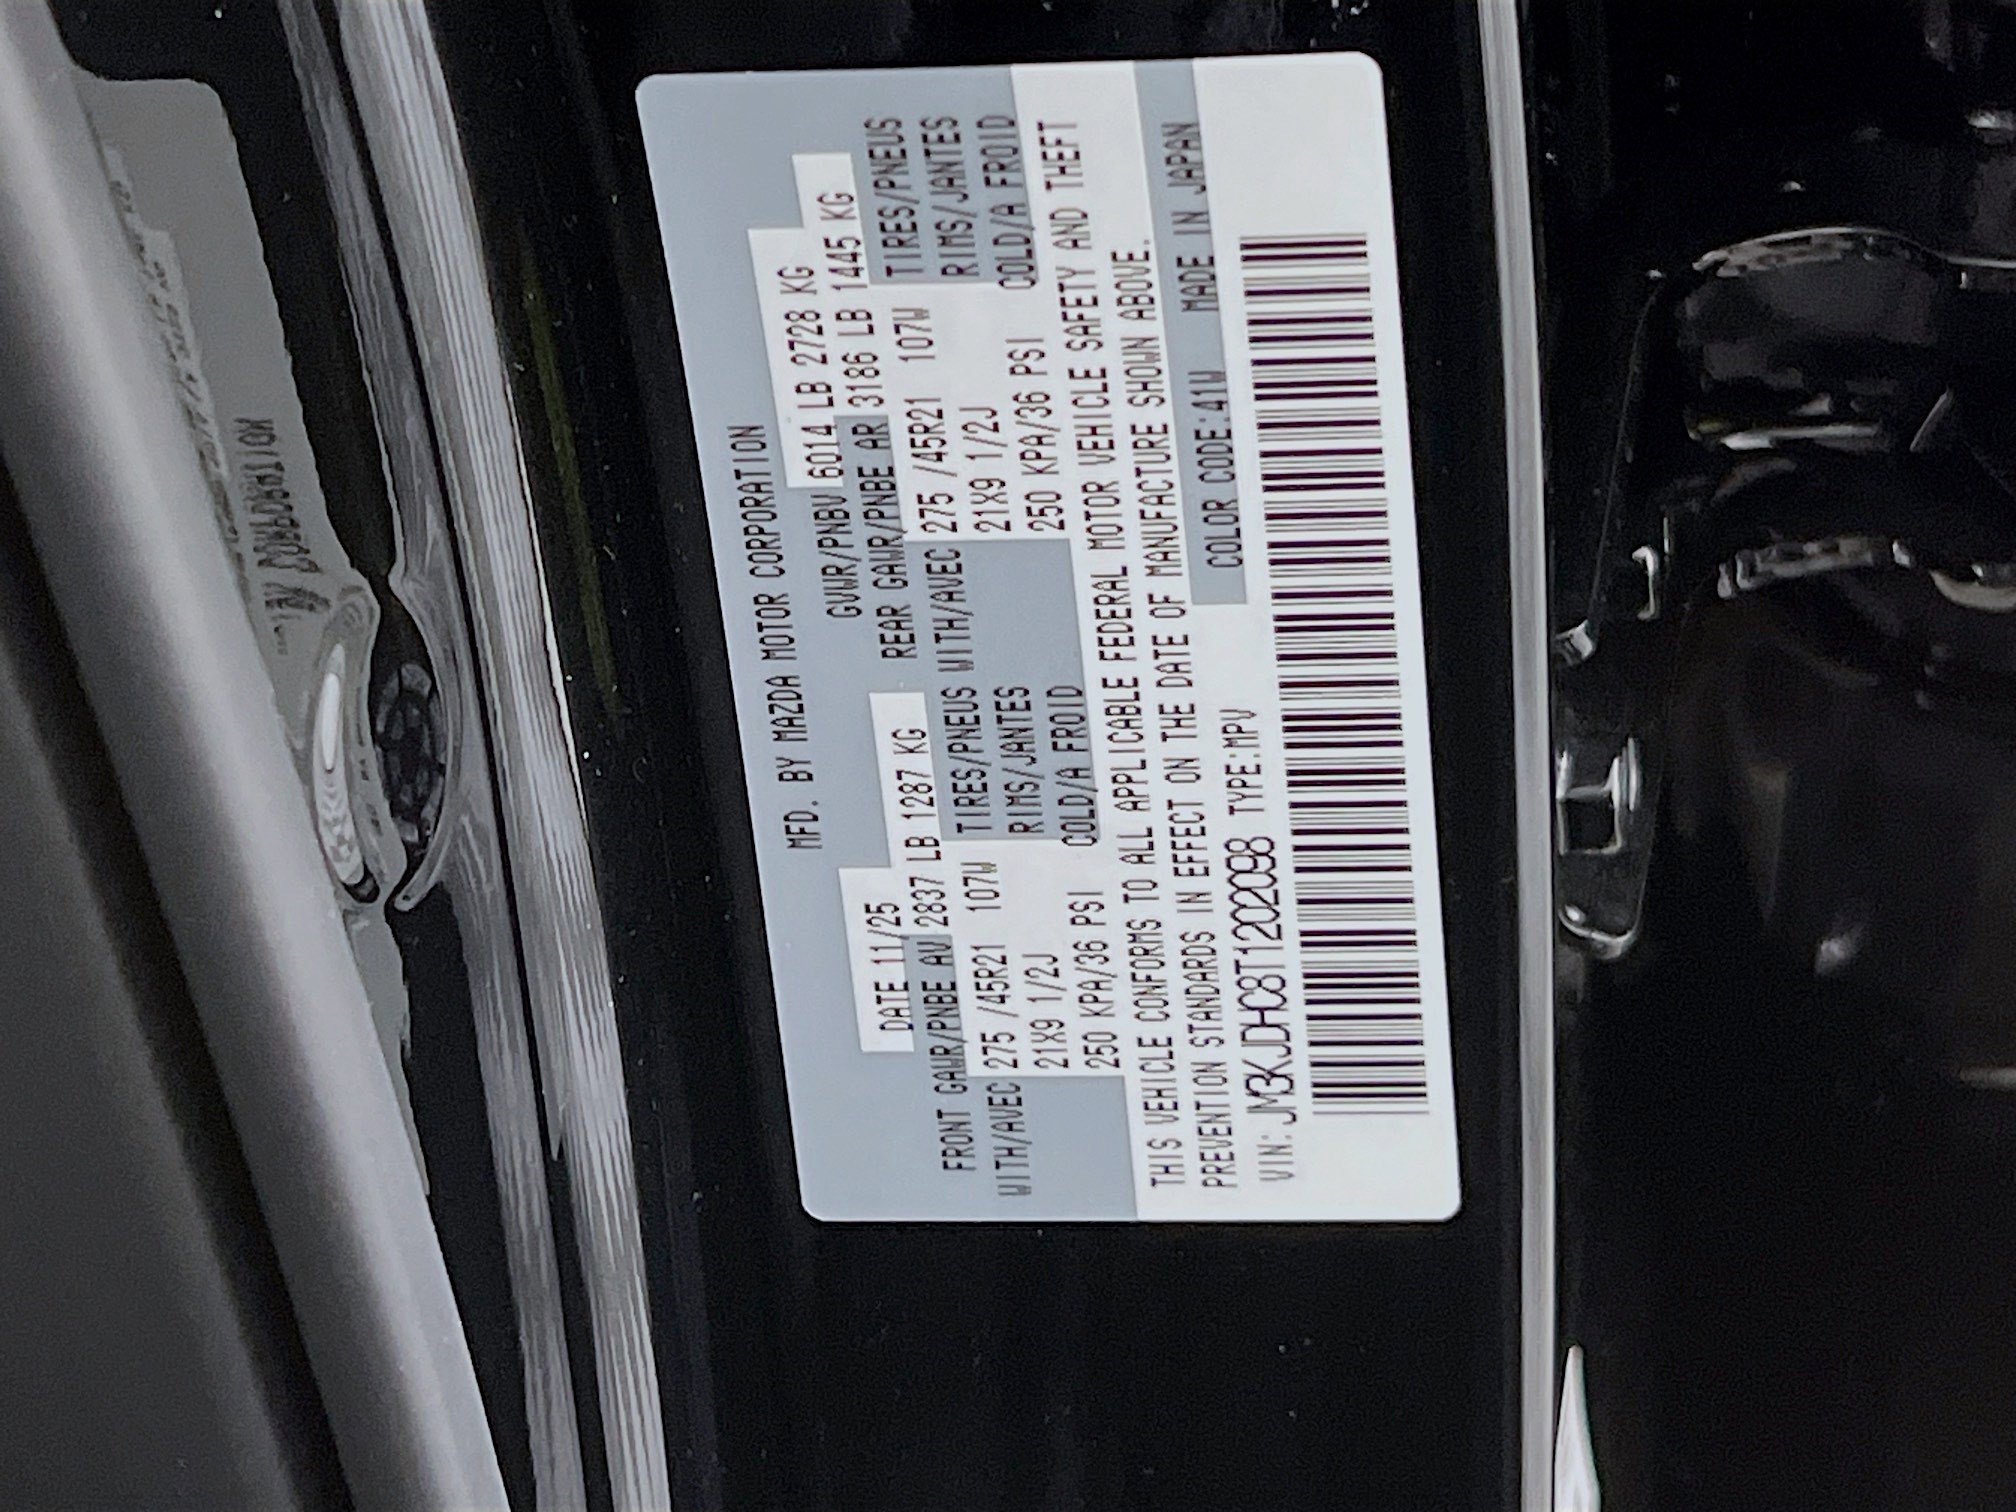 MFD. BY MAZDA MOTOR CORPORATION
DATE 11/25 GVWR/PNBV 6014 LB 2728 KG
FRONT GAWR/PNBE AV 2837 LB 1287 KG REAR GAWR/PNBE AR 3186 LB 1445 KG
WITH/AVEC 275 /45R21 107W TIRES/PNEUS WITH/AVEC 275 /45R21 107W TIRES/PNEUS
21X9 1/2J RIMS/JANTES 21X9 1/2J RIMS/JANTES
250 KPA/36 PSI COLD/A FROID 250 KPA/36 PSI COLD/A FROID
THIS VEHICLE CONFORMS TO ALL APPLICABLE FEDERAL MOTOR VEHICLE SAFETY AND THEFT
PREVENTION STANDARDS IN EFFECT ON THE DATE OF MANUFACTURE SHOWN ABOVE.
VIN: JM3KJDHC8T1202098 TYPE:MPV COLOR CODE:41W MADE IN JAPAN